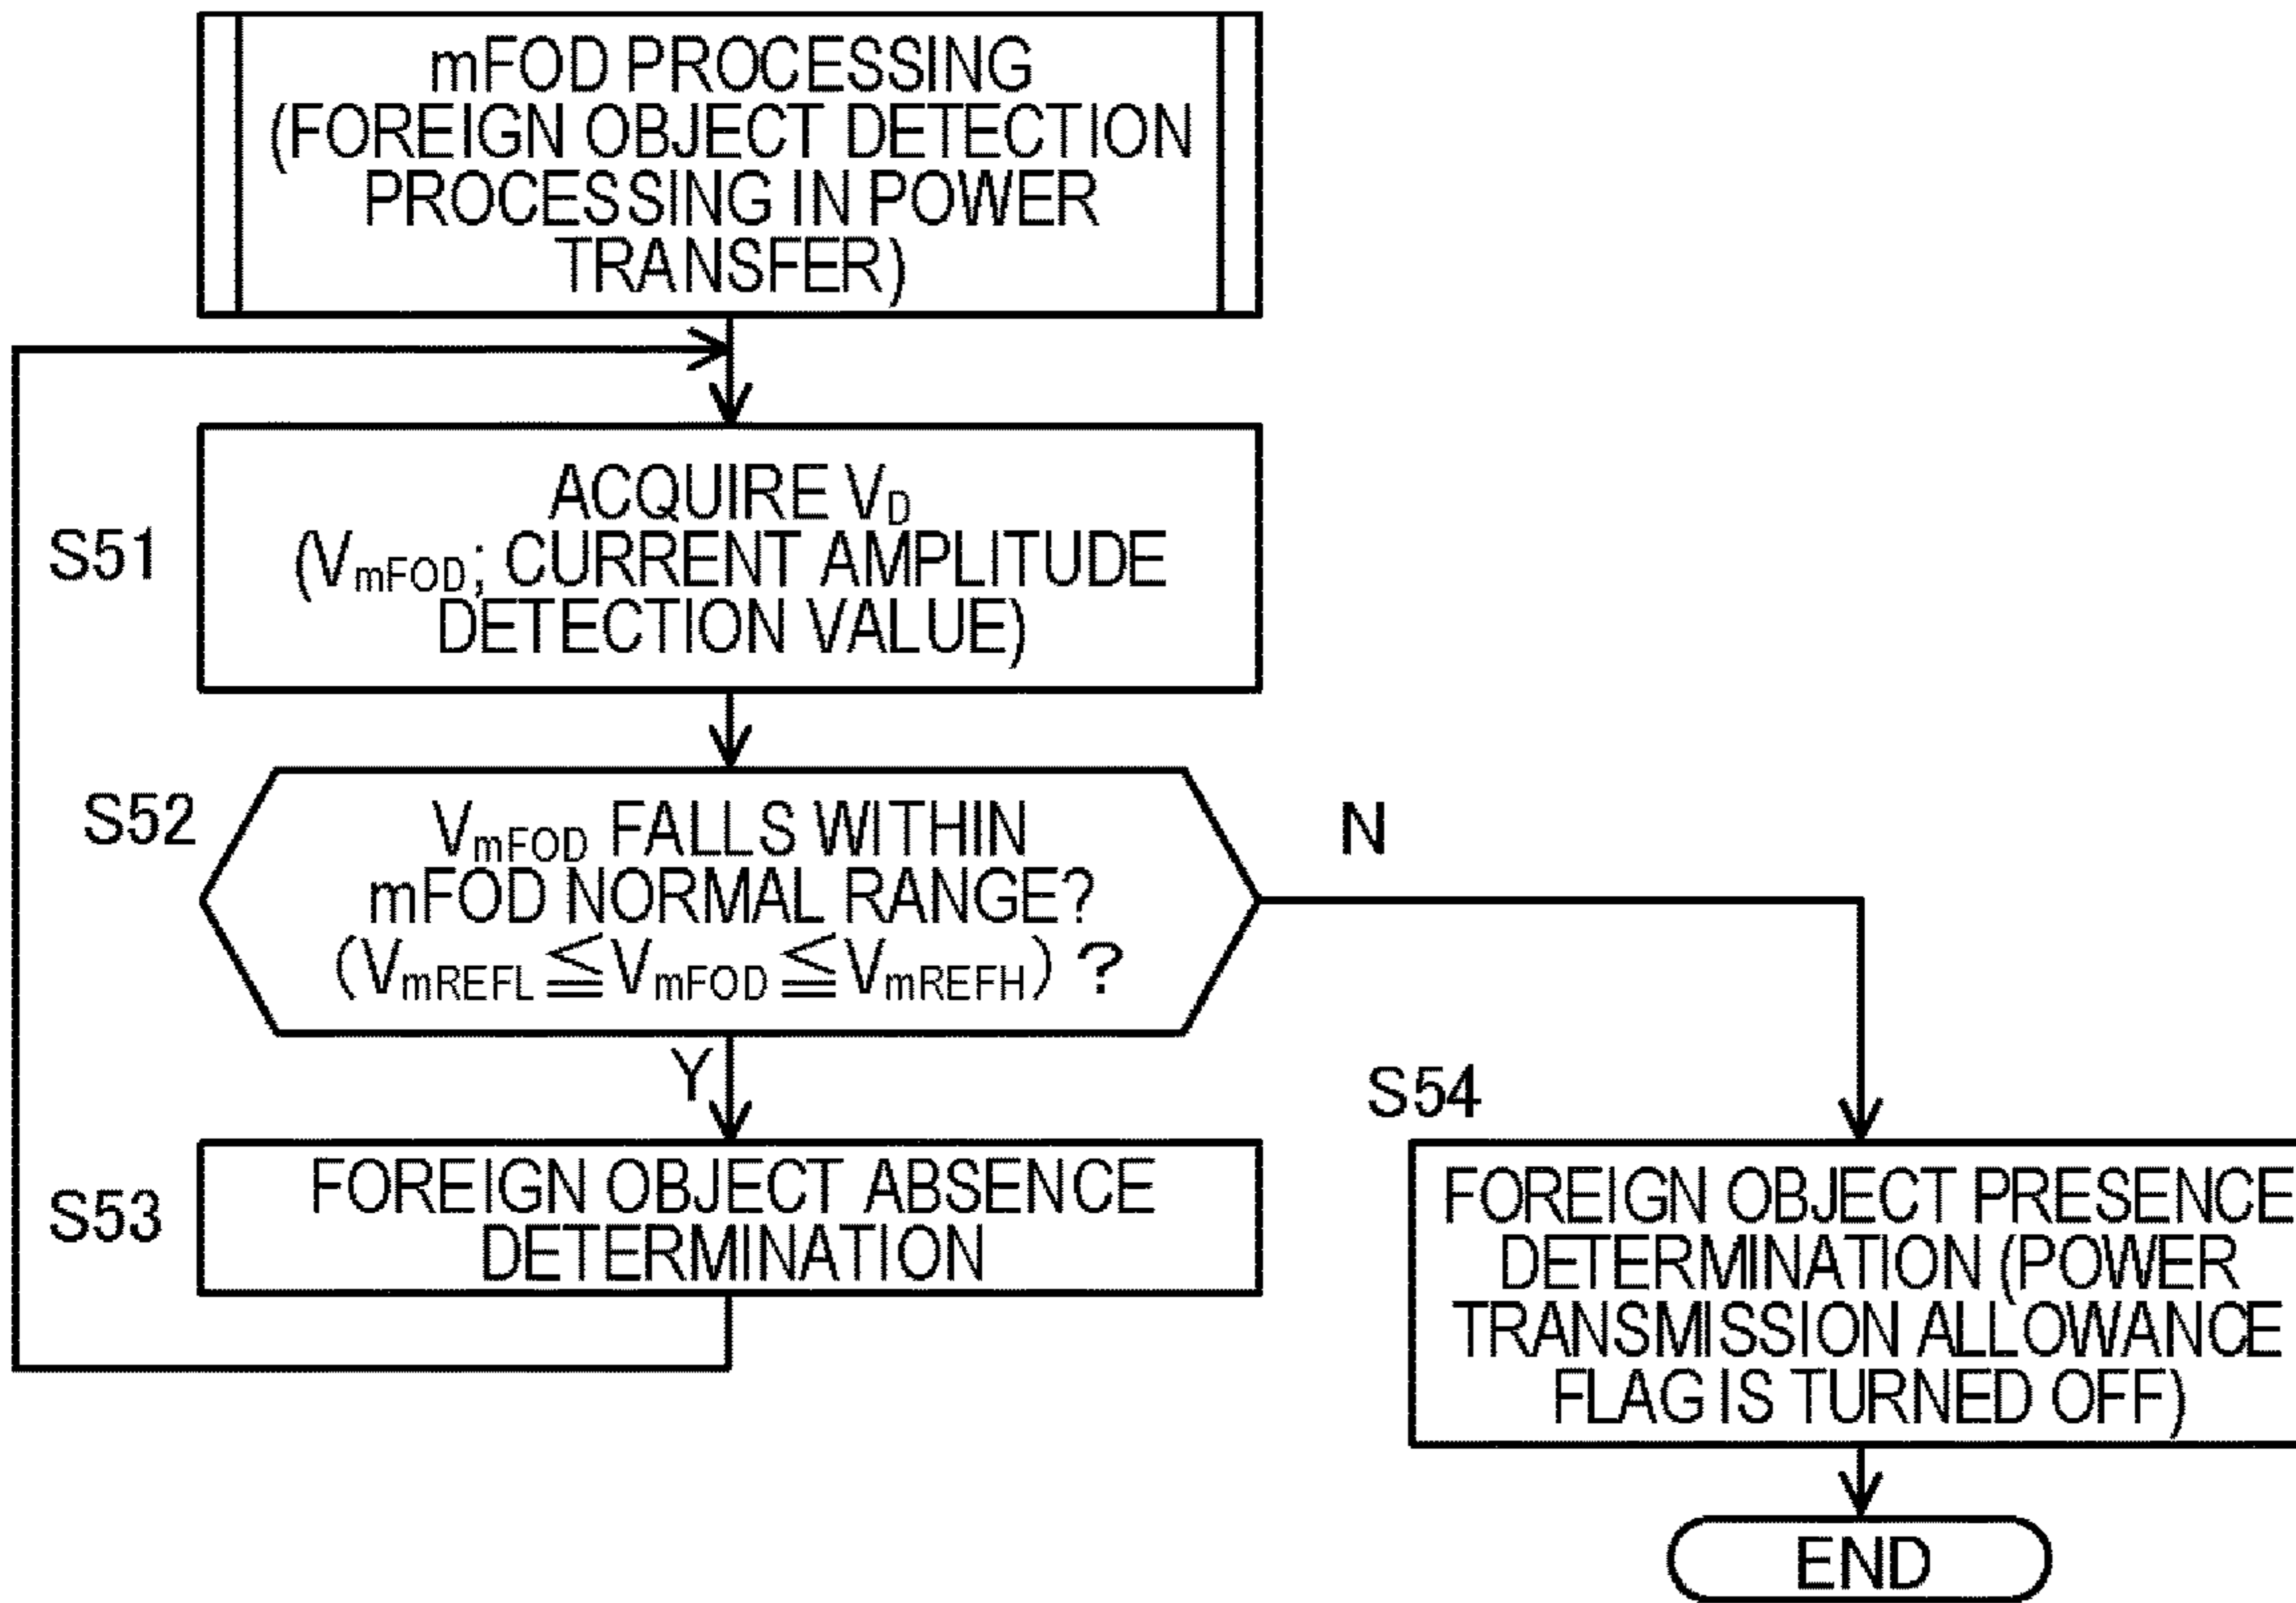 mFOD PROCESSING
(FOREIGN OBJECT DETECTION
PROCESSING IN POWER
TRANSFER)
S51
ACQUIRE VD
(VmFOD; CURRENT AMPLITUDE
DETECTION VALUE)
S52
VmFOD FALLS WITHIN
mFOD NORMAL RANGE?
(VmREFL≦VmFOD≦VmREFH) ?
N
Y
S53
FOREIGN OBJECT ABSENCE
DETERMINATION
S54
FOREIGN OBJECT PRESENCE
DETERMINATION (POWER
TRANSMISSION ALLOWANCE
FLAG IS TURNED OFF)
END